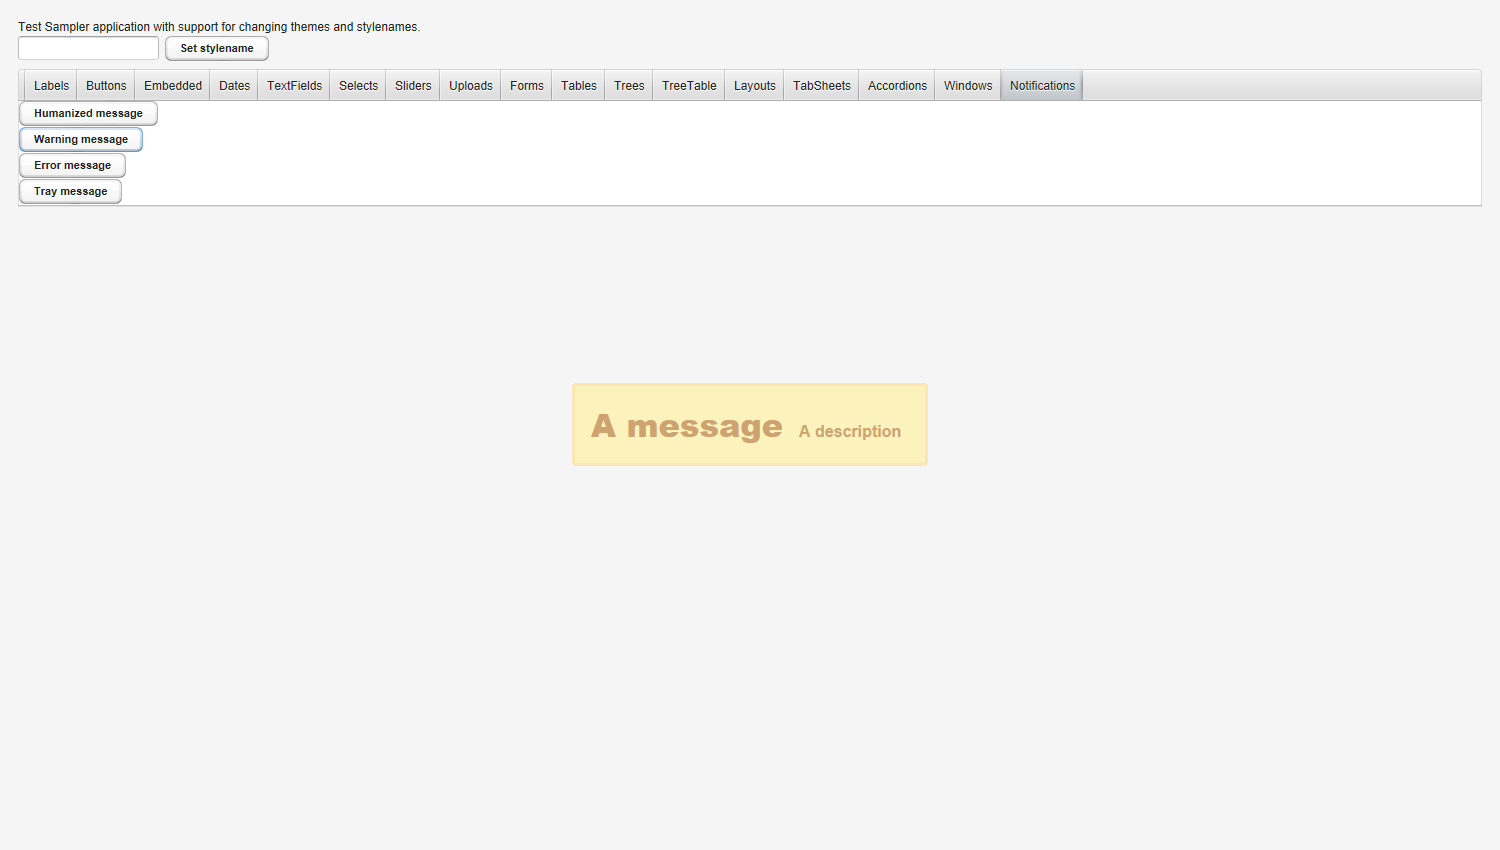 Test Sampler application with support for changing themes and stylenames.
Set stylename
Labels Buttons Embedded Dates TextFields Selects Sliders Uploads Forms Tables Trees TreeTable Layouts TabSheets Accordions Windows Notifications
Humanized message
Warning message
Error message
Tray message
A message A description